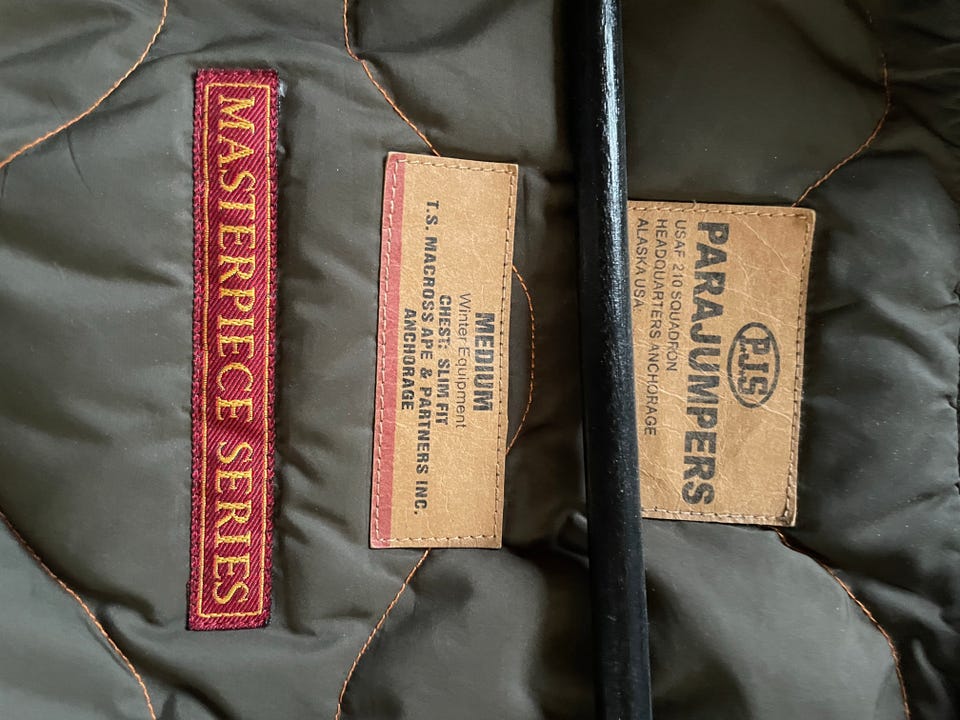 P.J.S
PARAJUMPERS
USAF 210 SQUADRON
HEADQUARTERS ANCHORAGE
ALASKA USA.
MEDIUM
Winter Equipment
CHEST: SLIM FIT
T.S. MACROSS APE & PARTNERS INC.
ANCHORAGE
MASTERPIECE SERIES